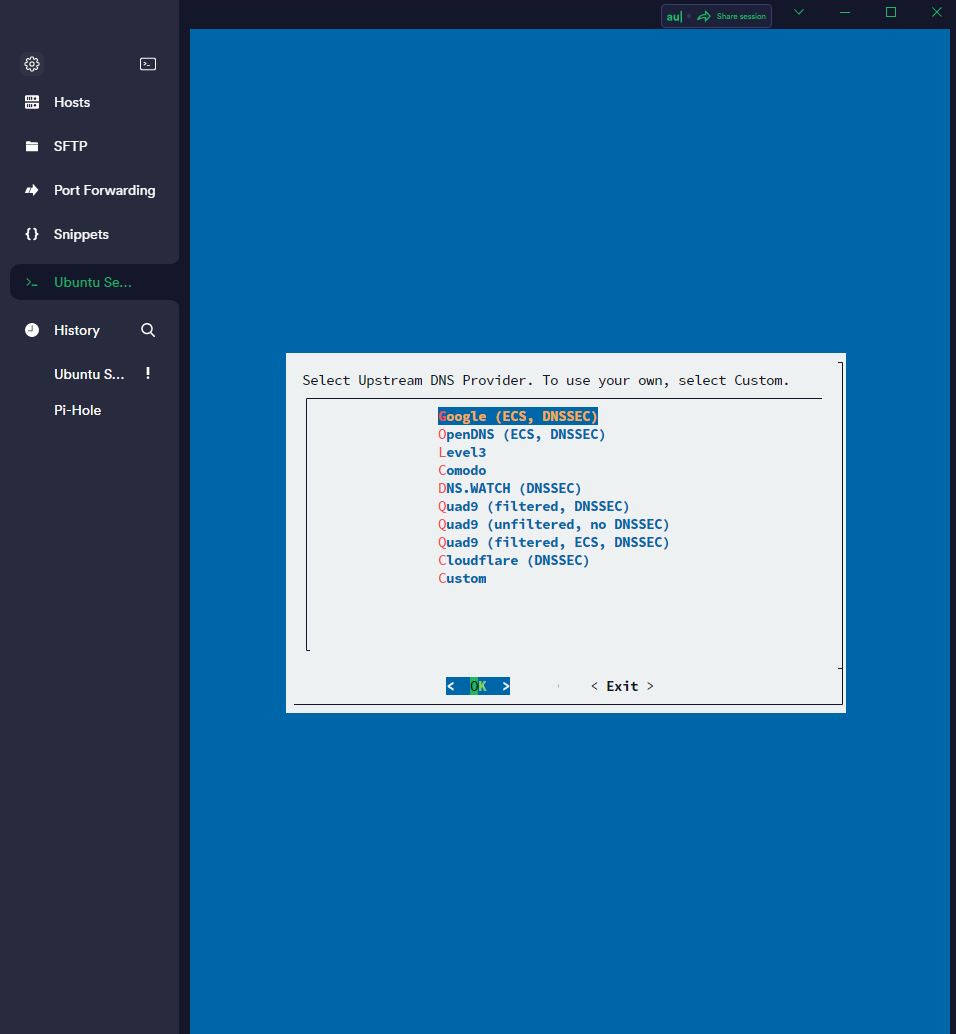 au| Share session
Hosts
SFTP
Port Forwarding
Snippets
Ubuntu Se...
History
Ubuntu S... !
Pi-Hole
Select Upstream DNS Provider. To use your own, select Custom.
Google (ECS, DNSSEC)
OpenDNS (ECS, DNSSEC)
Level3
Comodo
DNS.WATCH (DNSSEC)
Quad9 (filtered, DNSSEC)
Quad9 (unfiltered, no DNSSEC)
Quad9 (filtered, ECS, DNSSEC)
Cloudflare (DNSSEC)
Custom
< OK > < Exit >